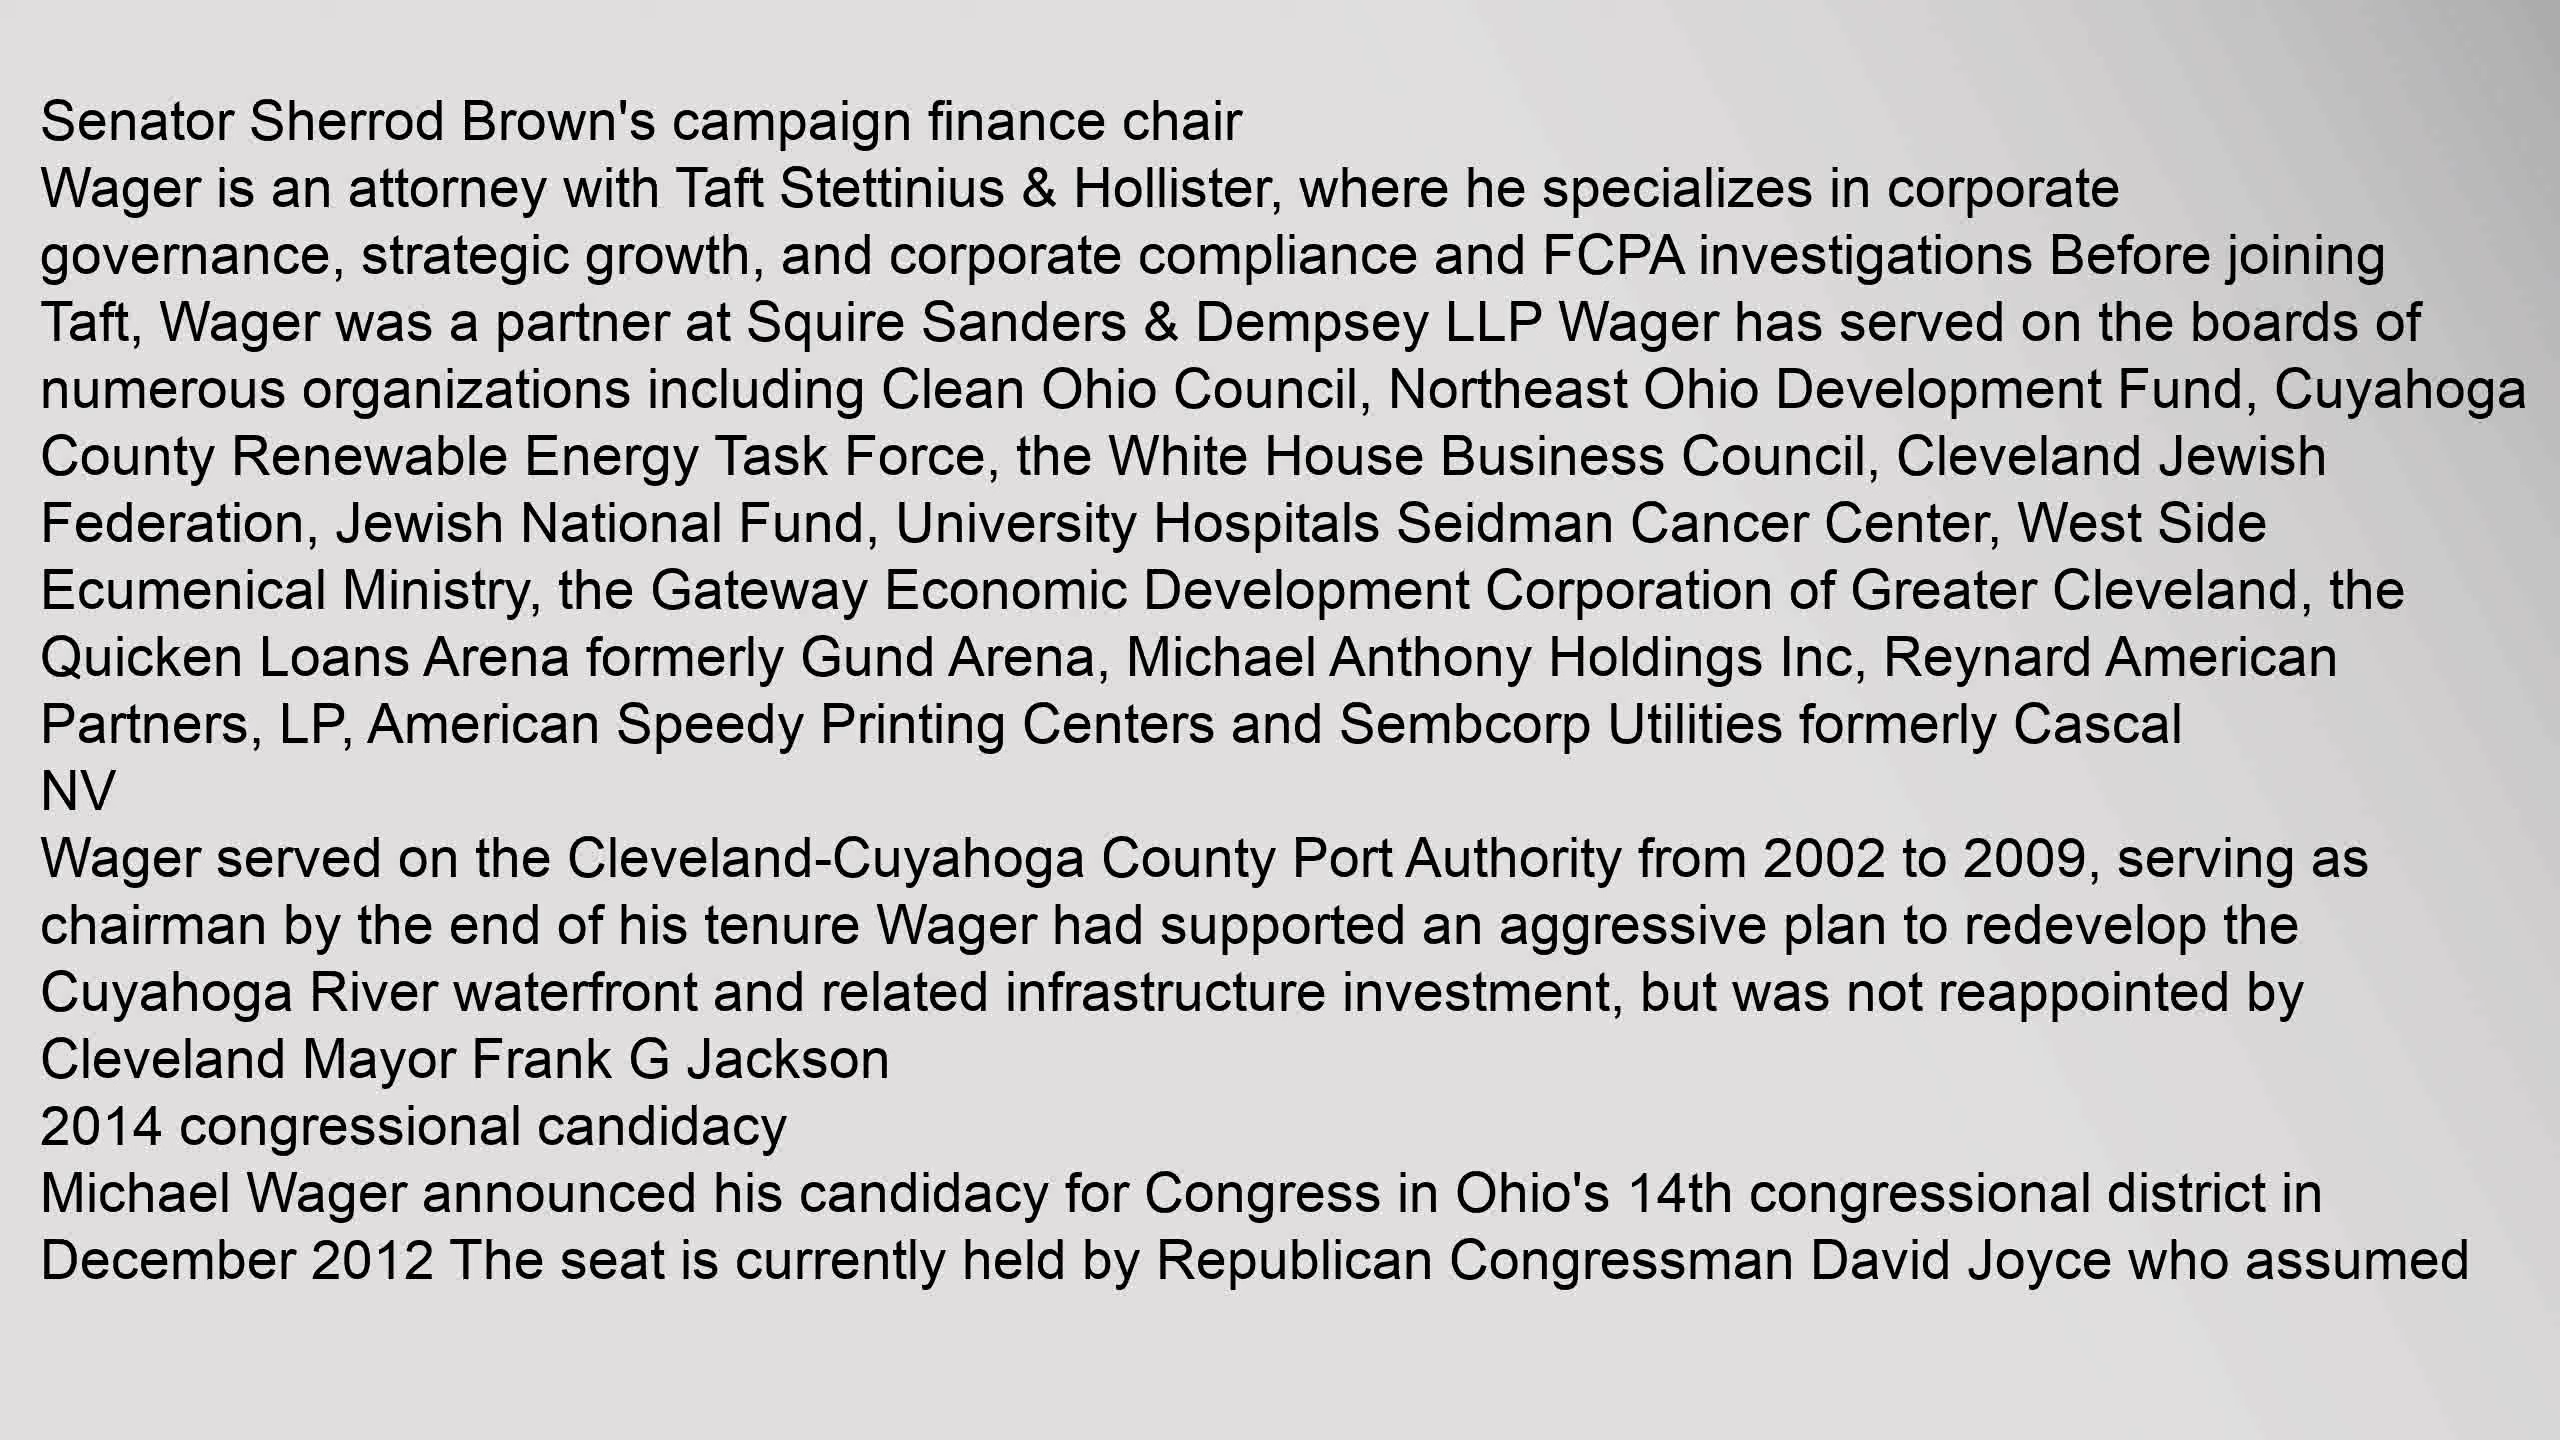 Senator Sherrod Brown's campaign finance chair
Wager is an attorney with Taft Stettinius & Hollister, where he specializes in corporate
governance, strategic growth, and corporate compliance and FCPA investigations Before joining
Taft, Wager was a partner at Squire Sanders & Dempsey LLP Wager has served on the boards of
numerous organizations including Clean Ohio Council, Northeast Ohio Development Fund, Cuyahoga
County Renewable Energy Task Force, the White House Business Council, Cleveland Jewish
Federation, Jewish National Fund, University Hospitals Seidman Cancer Center, West Side
Ecumenical Ministry, the Gateway Economic Development Corporation of Greater Cleveland, the
Quicken Loans Arena formerly Gund Arena, Michael Anthony Holdings Inc, Reynard American
Partners, LP, American Speedy Printing Centers and Sembcorp Utilities formerly Cascal
NV
Wager served on the Cleveland-Cuyahoga County Port Authority from 2002 to 2009, serving as
chairman by the end of his tenure Wager had supported an aggressive plan to redevelop the
Cuyahoga River waterfront and related infrastructure investment, but was not reappointed by
Cleveland Mayor Frank G Jackson
2014 congressional candidacy
Michael Wager announced his candidacy for Congress in Ohio's 14th congressional district in
December 2012 The seat is currently held by Republican Congressman David Joyce who assumed